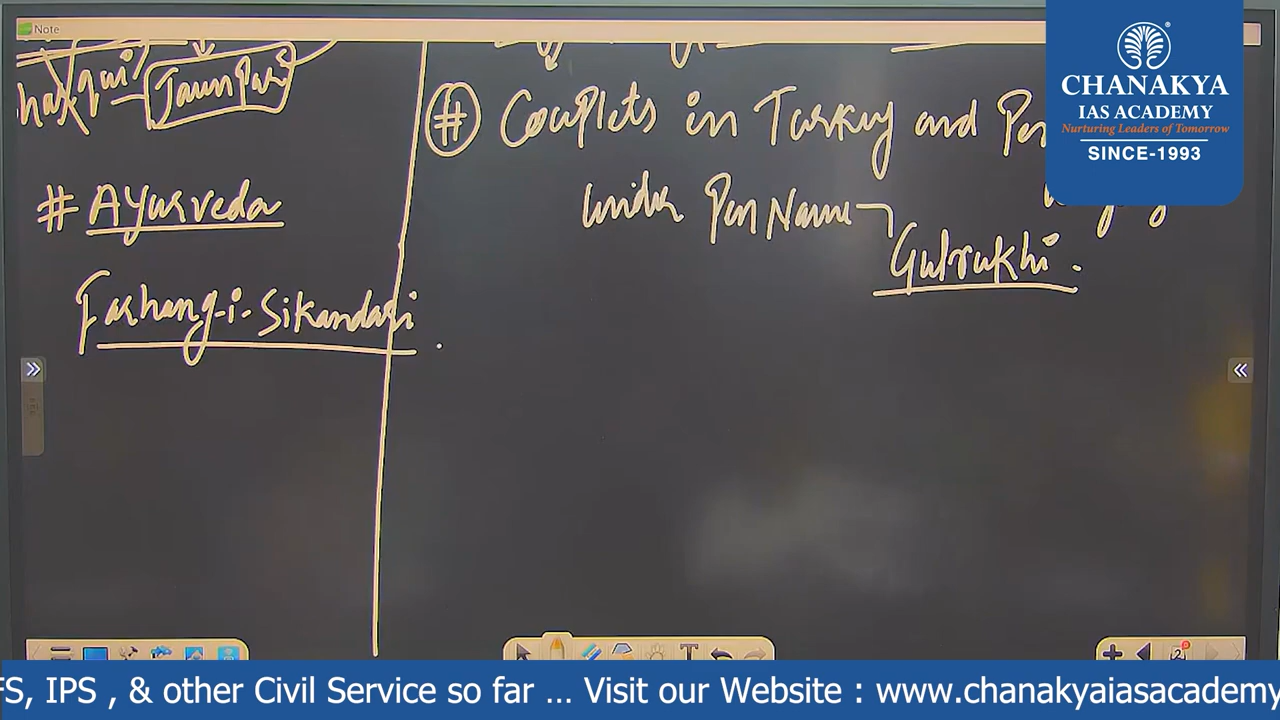 Note
Jaunpur
# Ayurveda
Farhang-i-Sikandari.
# Couplets in Turkey and
under Pen Name
Gulrukhi.
CHANAKYA
IAS ACADEMY
Nurturing Leaders of Tomorrow
SINCE-1993
FS, IPS , & other Civil Service so far ... Visit our Website : www.chanakyaiasacademy